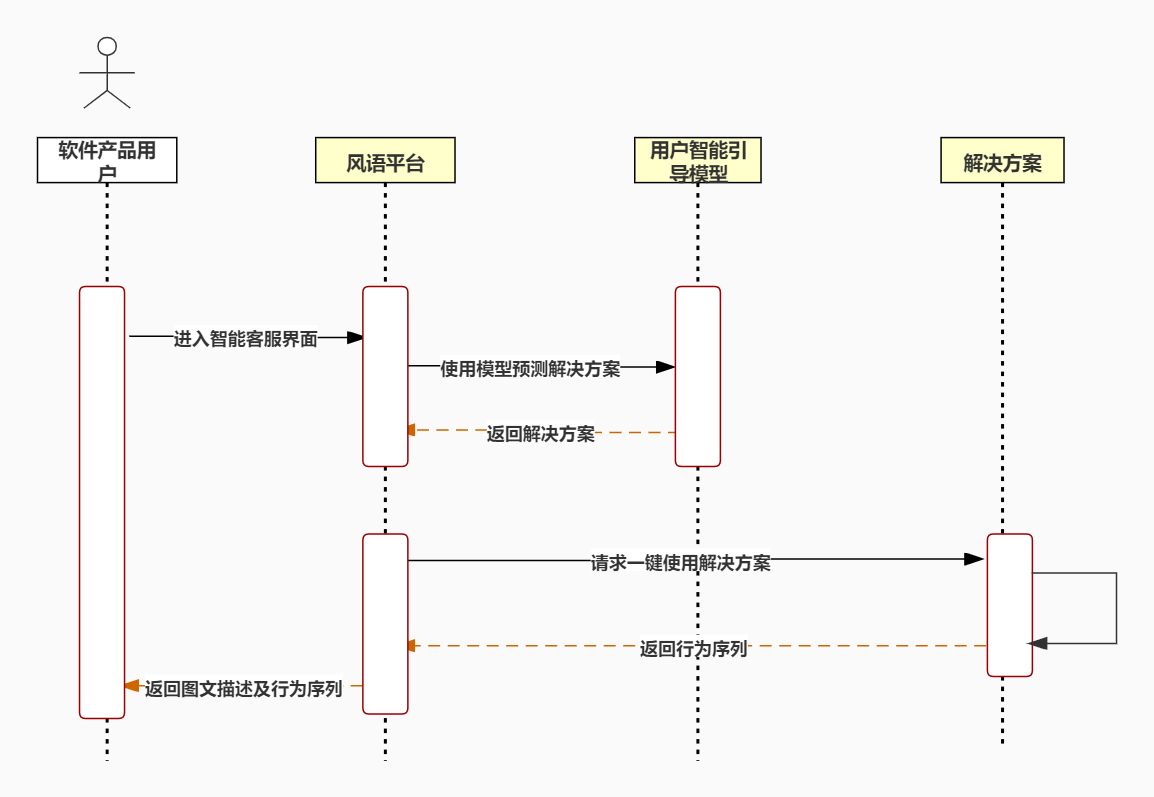 软件产品用
户
风语平台
用户智能引
导模型
解决方案
进入智能客服界面
使用模型预测解决方案
返回解决方案
请求一键使用解决方案
返回行为序列
返回图文描述及行为序列